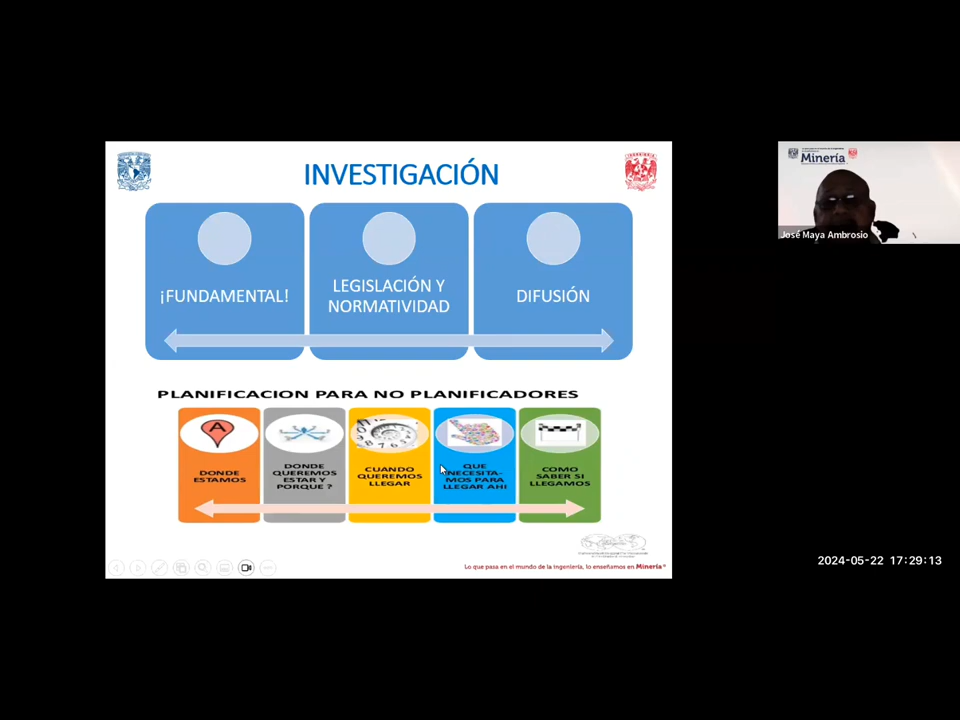 INVESTIGACIÓN
¡FUNDAMENTAL!
LEGISLACIÓN Y
NORMATIVIDAD
DIFUSIÓN
PLANIFICACION PARA NO PLANIFICADORES
A
DONDE
ESTAMOS
DONDE
QUEREMOS
ESTAR Y
PORQUE ?
CUANDO
QUEREMOS
LLEGAR
QUE
NECESITA-
MOS PARA
LLEGAR AHI
COMO
SABER SI
LLEGAMOS
Lo que pasa en el mundo de la Ingeniería, lo enseñamos en Minería
Minería
José Maya Ambrosio
2024-05-22 17:29:13